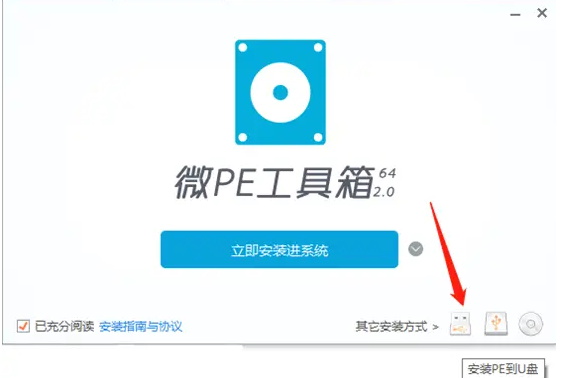 微PE工具箱 64
2.0
立即安装进系统
已充分阅读 安装指南与协议
其它安装方式 >
安装PE到U盘